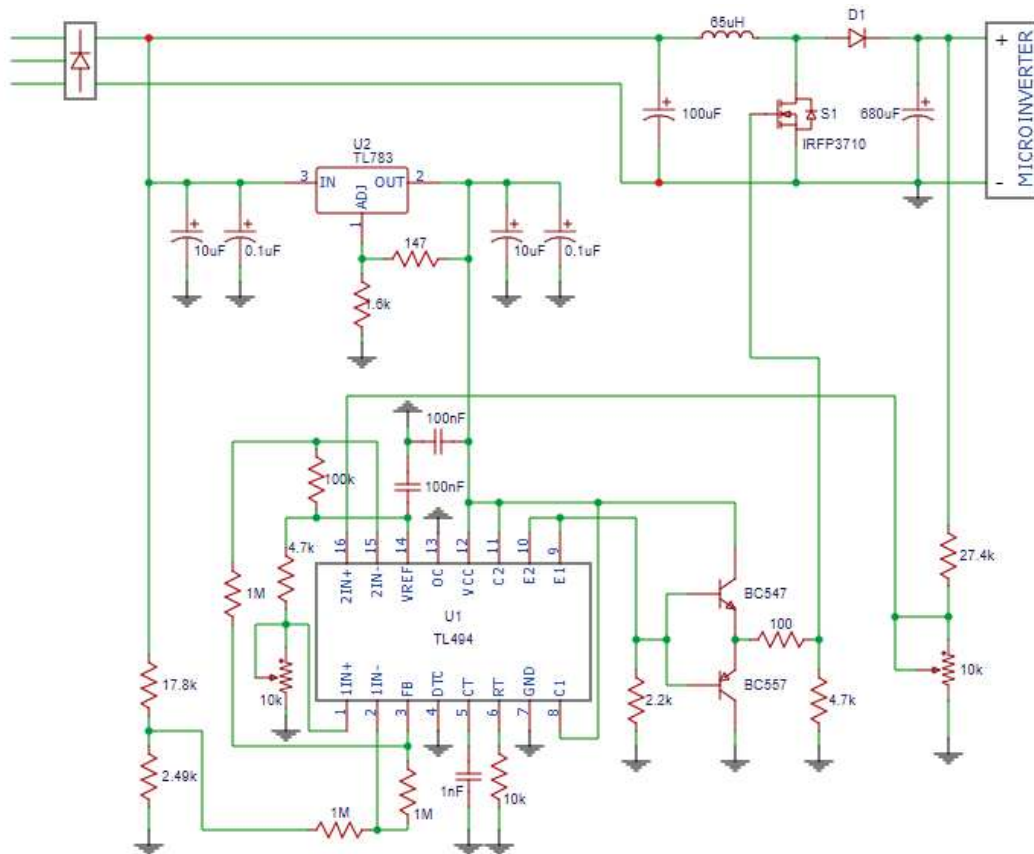 65uH
D1
+
100uF
S1
IRFP3710
680uF
MICROINVERTER
-
U2
TL783
3 IN
OUT 2
ADJ
1
10uF
0.1uF
147
10uF
0.1uF
1.6k
100nF
100nF
100k
4.7k
1M
16 15 14 13 12 11 10 9
2IN+ 2IN- VREF OC VCC C2 E2 E1
U1
TL494
1IN+ 1IN- FB DTC CT RT GND C1
1 2 3 4 5 6 7 8
10k
27.4k
BC547
100
BC557
2.2k
4.7k
10k
17.8k
2.49k
1M
1M
1nF
10k